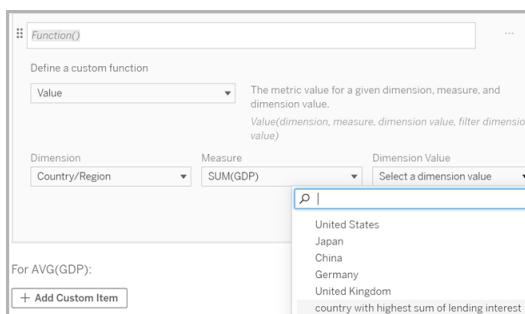 Function()
Define a custom function
Value
The metric value for a given dimension, measure, and
dimension value.
Value(dimension, measure, dimension value, filter dimensio
value)
Dimension
Measure
Dimension Value
Country/Region
SUM(GDP)
Select a dimension value
United States
Japan
China
Germany
United Kingdom
country with highest sum of lending interest
For AVG(GDP):
+ Add Custom Item